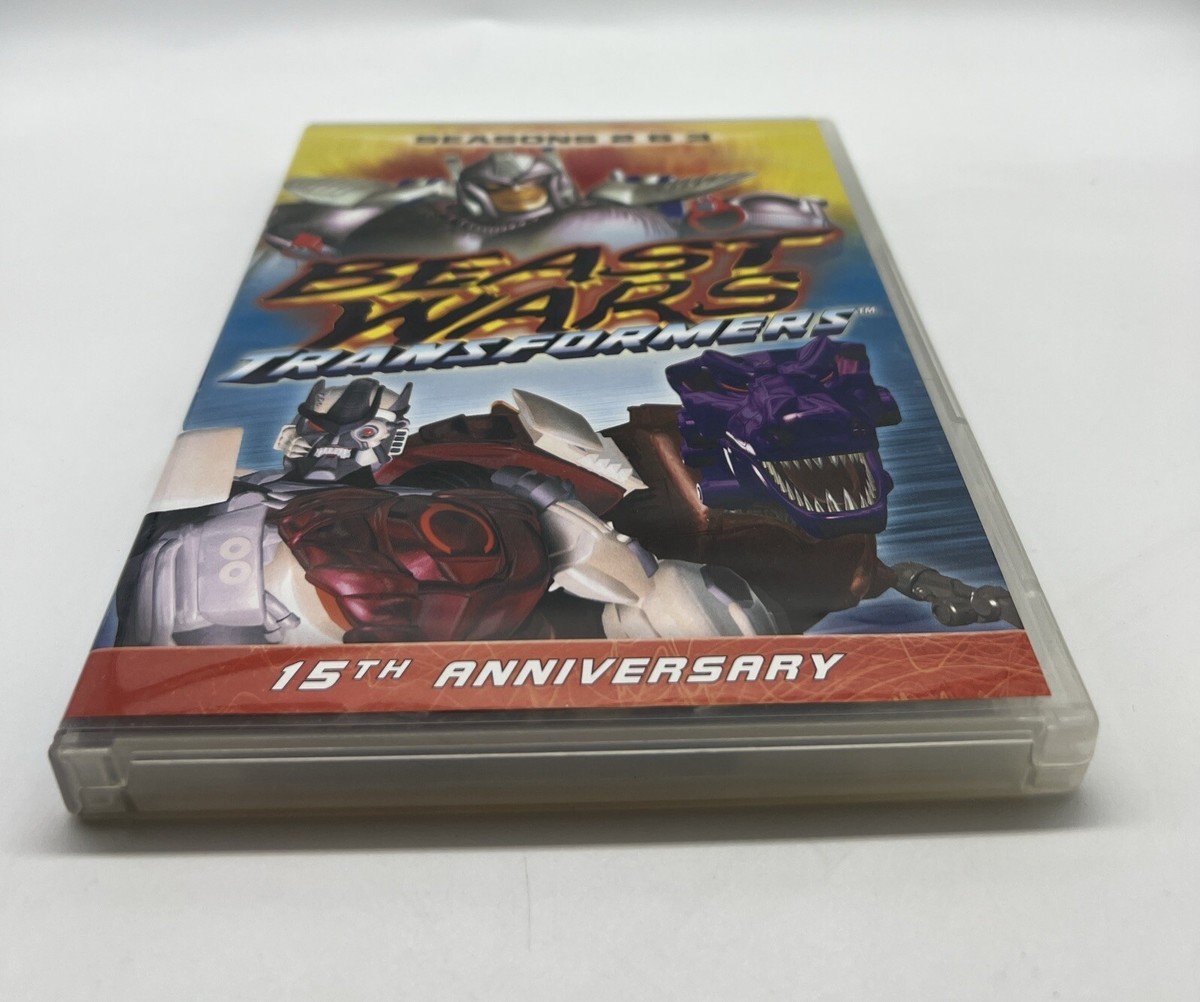 SEASONS 2 & 3
BEAST
WARS
TRANSFORMERS™
15TH ANNIVERSARY